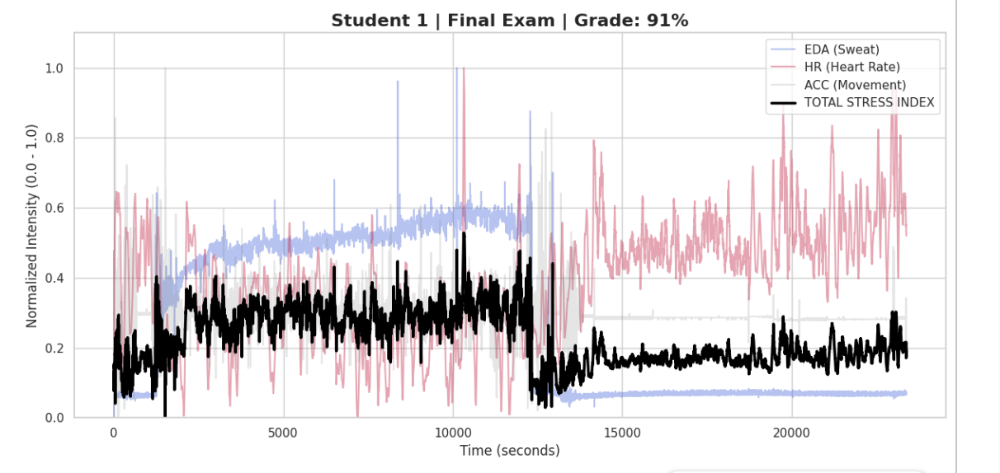 Student 1 | Final Exam | Grade: 91%
EDA (Sweat)
HR (Heart Rate)
ACC (Movement)
TOTAL STRESS INDEX
Normalized Intensity (0.0 - 1.0)
1.0
0.8
0.6
0.4
0.2
0.0
0
5000
10000
15000
20000
Time (seconds)